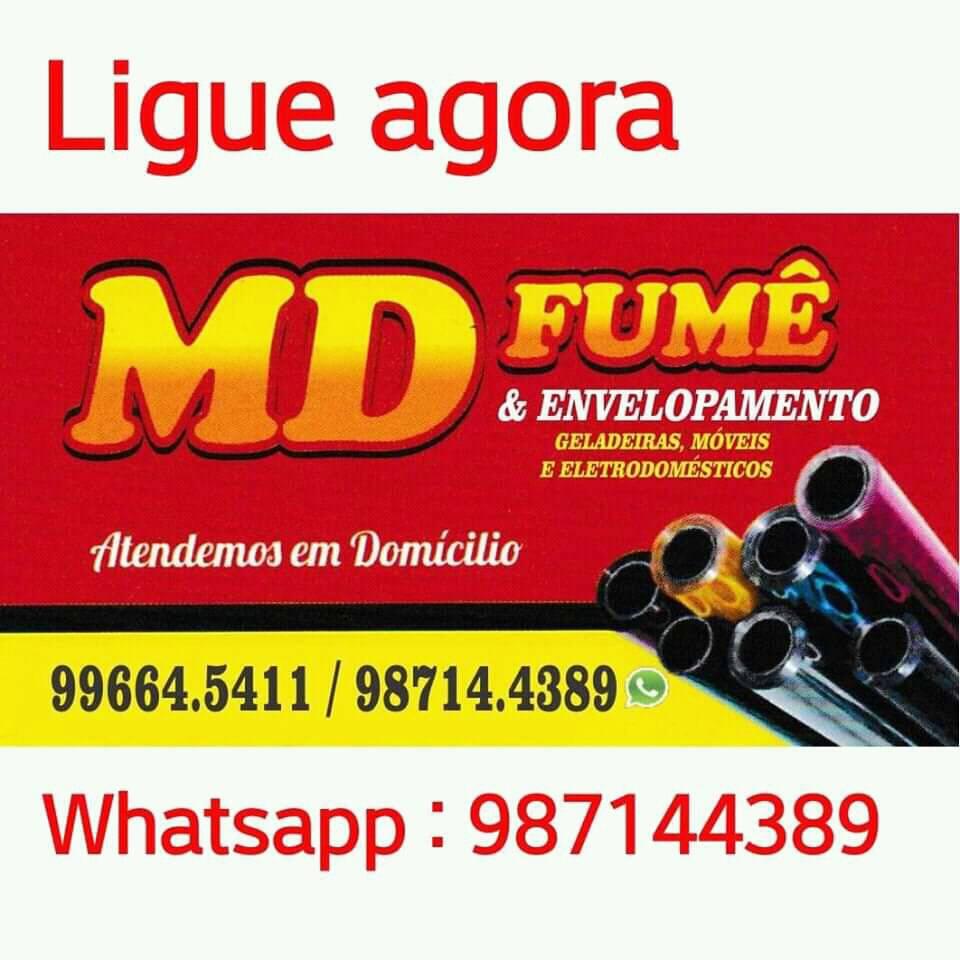 Ligue agora
MD FUMÊ
& ENVELOPAMENTO
GELADEIRAS, MÓVEIS
E ELETRODOMÉSTICOS
Atendemos em Domícilio
99664.5411 / 98714.4389
Whatsapp : 987144389